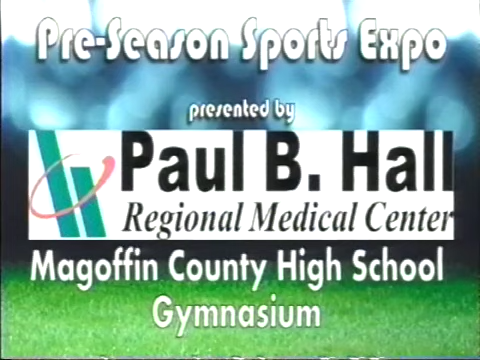 Pre-Season Sports Expo
presented by
Paul B. Hall
Regional Medical Center
Magoffin County High School
Gymnasium